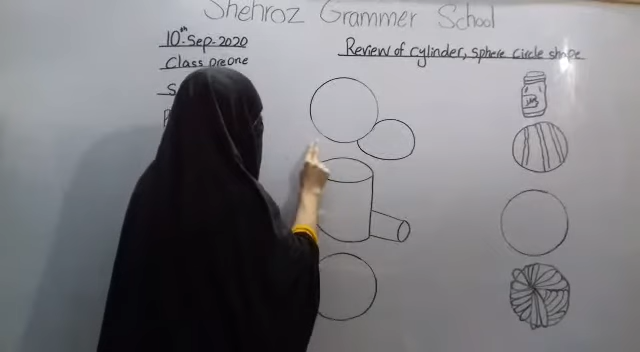 Shehroz Grammer School
10th Sep-2020
Review of cylinder, sphere circle shape
Class pre One